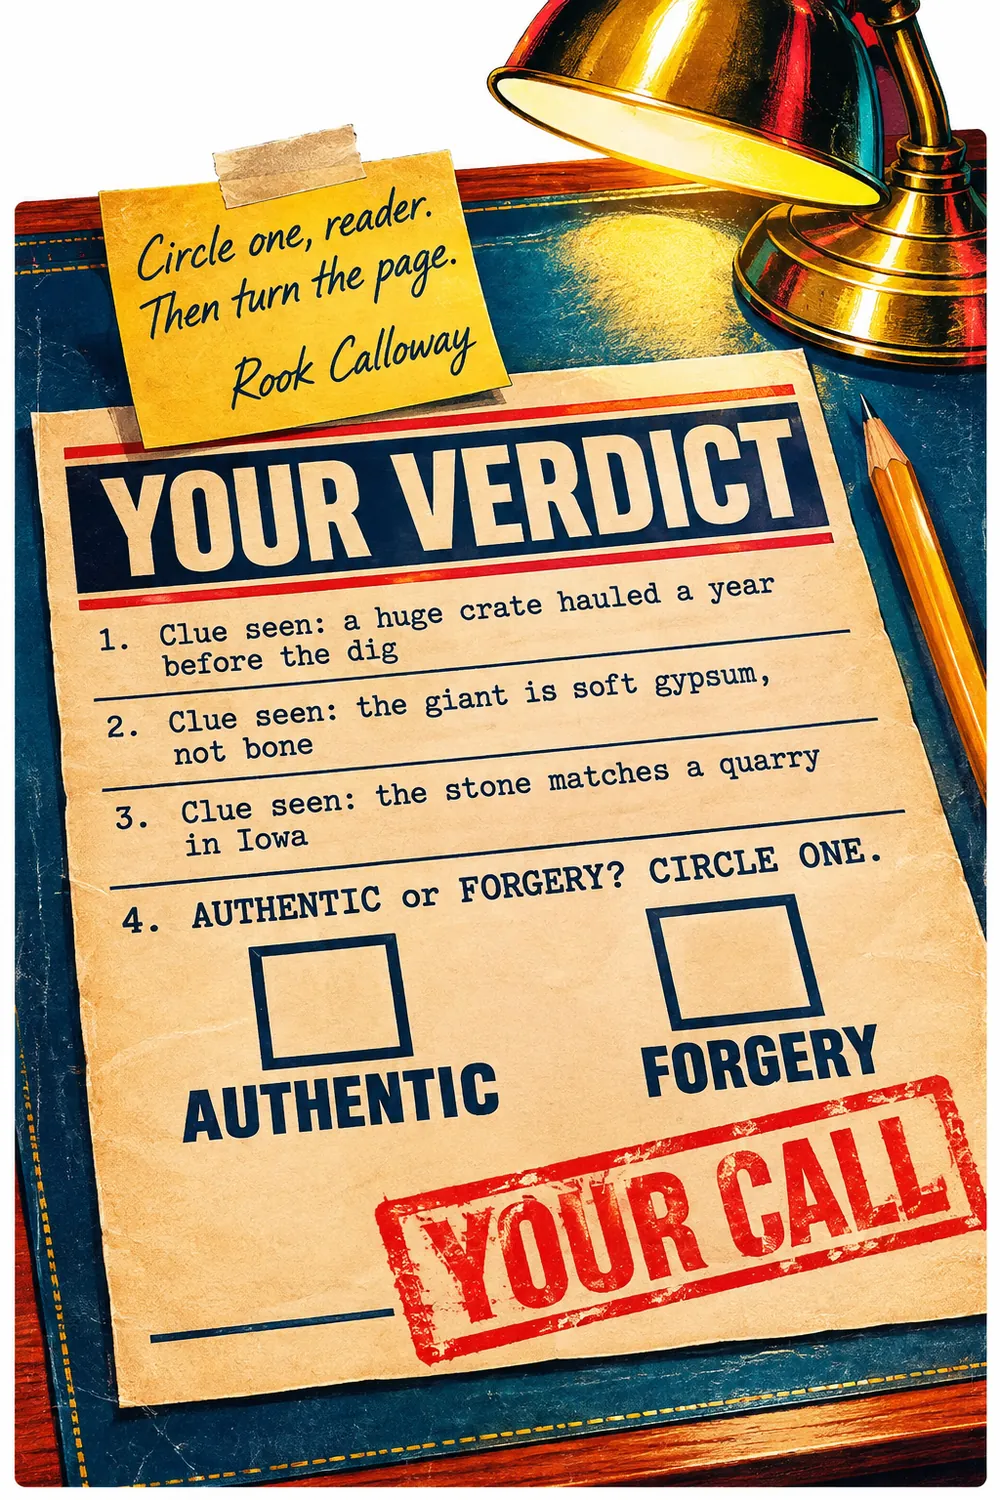 Circle one, reader.
Then turn the page.
Rook Calloway
YOUR VERDICT
1. Clue seen: a huge crate hauled a year
before the dig
2. Clue seen: the giant is soft gypsum,
not bone
3. Clue seen: the stone matches a quarry
in Iowa
4. AUTHENTIC or FORGERY? CIRCLE ONE.
AUTHENTIC
FORGERY
YOUR CALL